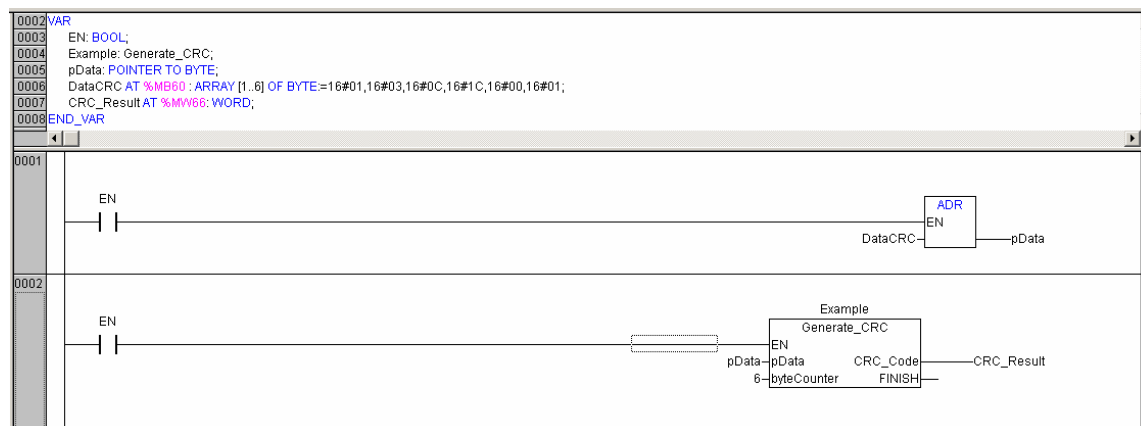 0002 VAR
0003 EN: BOOL;
0004 Example: Generate_CRC;
0005 pData: POINTER TO BYTE;
0006 DataCRC AT %MB60 : ARRAY [1..6] OF BYTE:=16#01,16#03,16#0C,16#1C,16#00,16#01;
0007 CRC_Result AT %MW66: WORD;
0008 END_VAR
0001
EN
ADR
EN
DataCRC pData
0002
Example
EN Generate_CRC
EN
pData pData CRC_Code CRC_Result
6 byteCounter FINISH